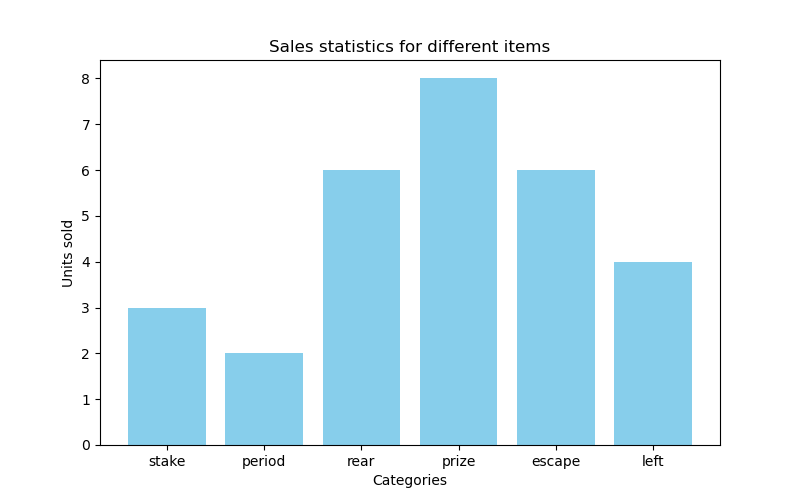 Sales statistics for different items
8
7
6
5
4
3
2
1
0
Units sold
stake period rear prize escape left
Categories